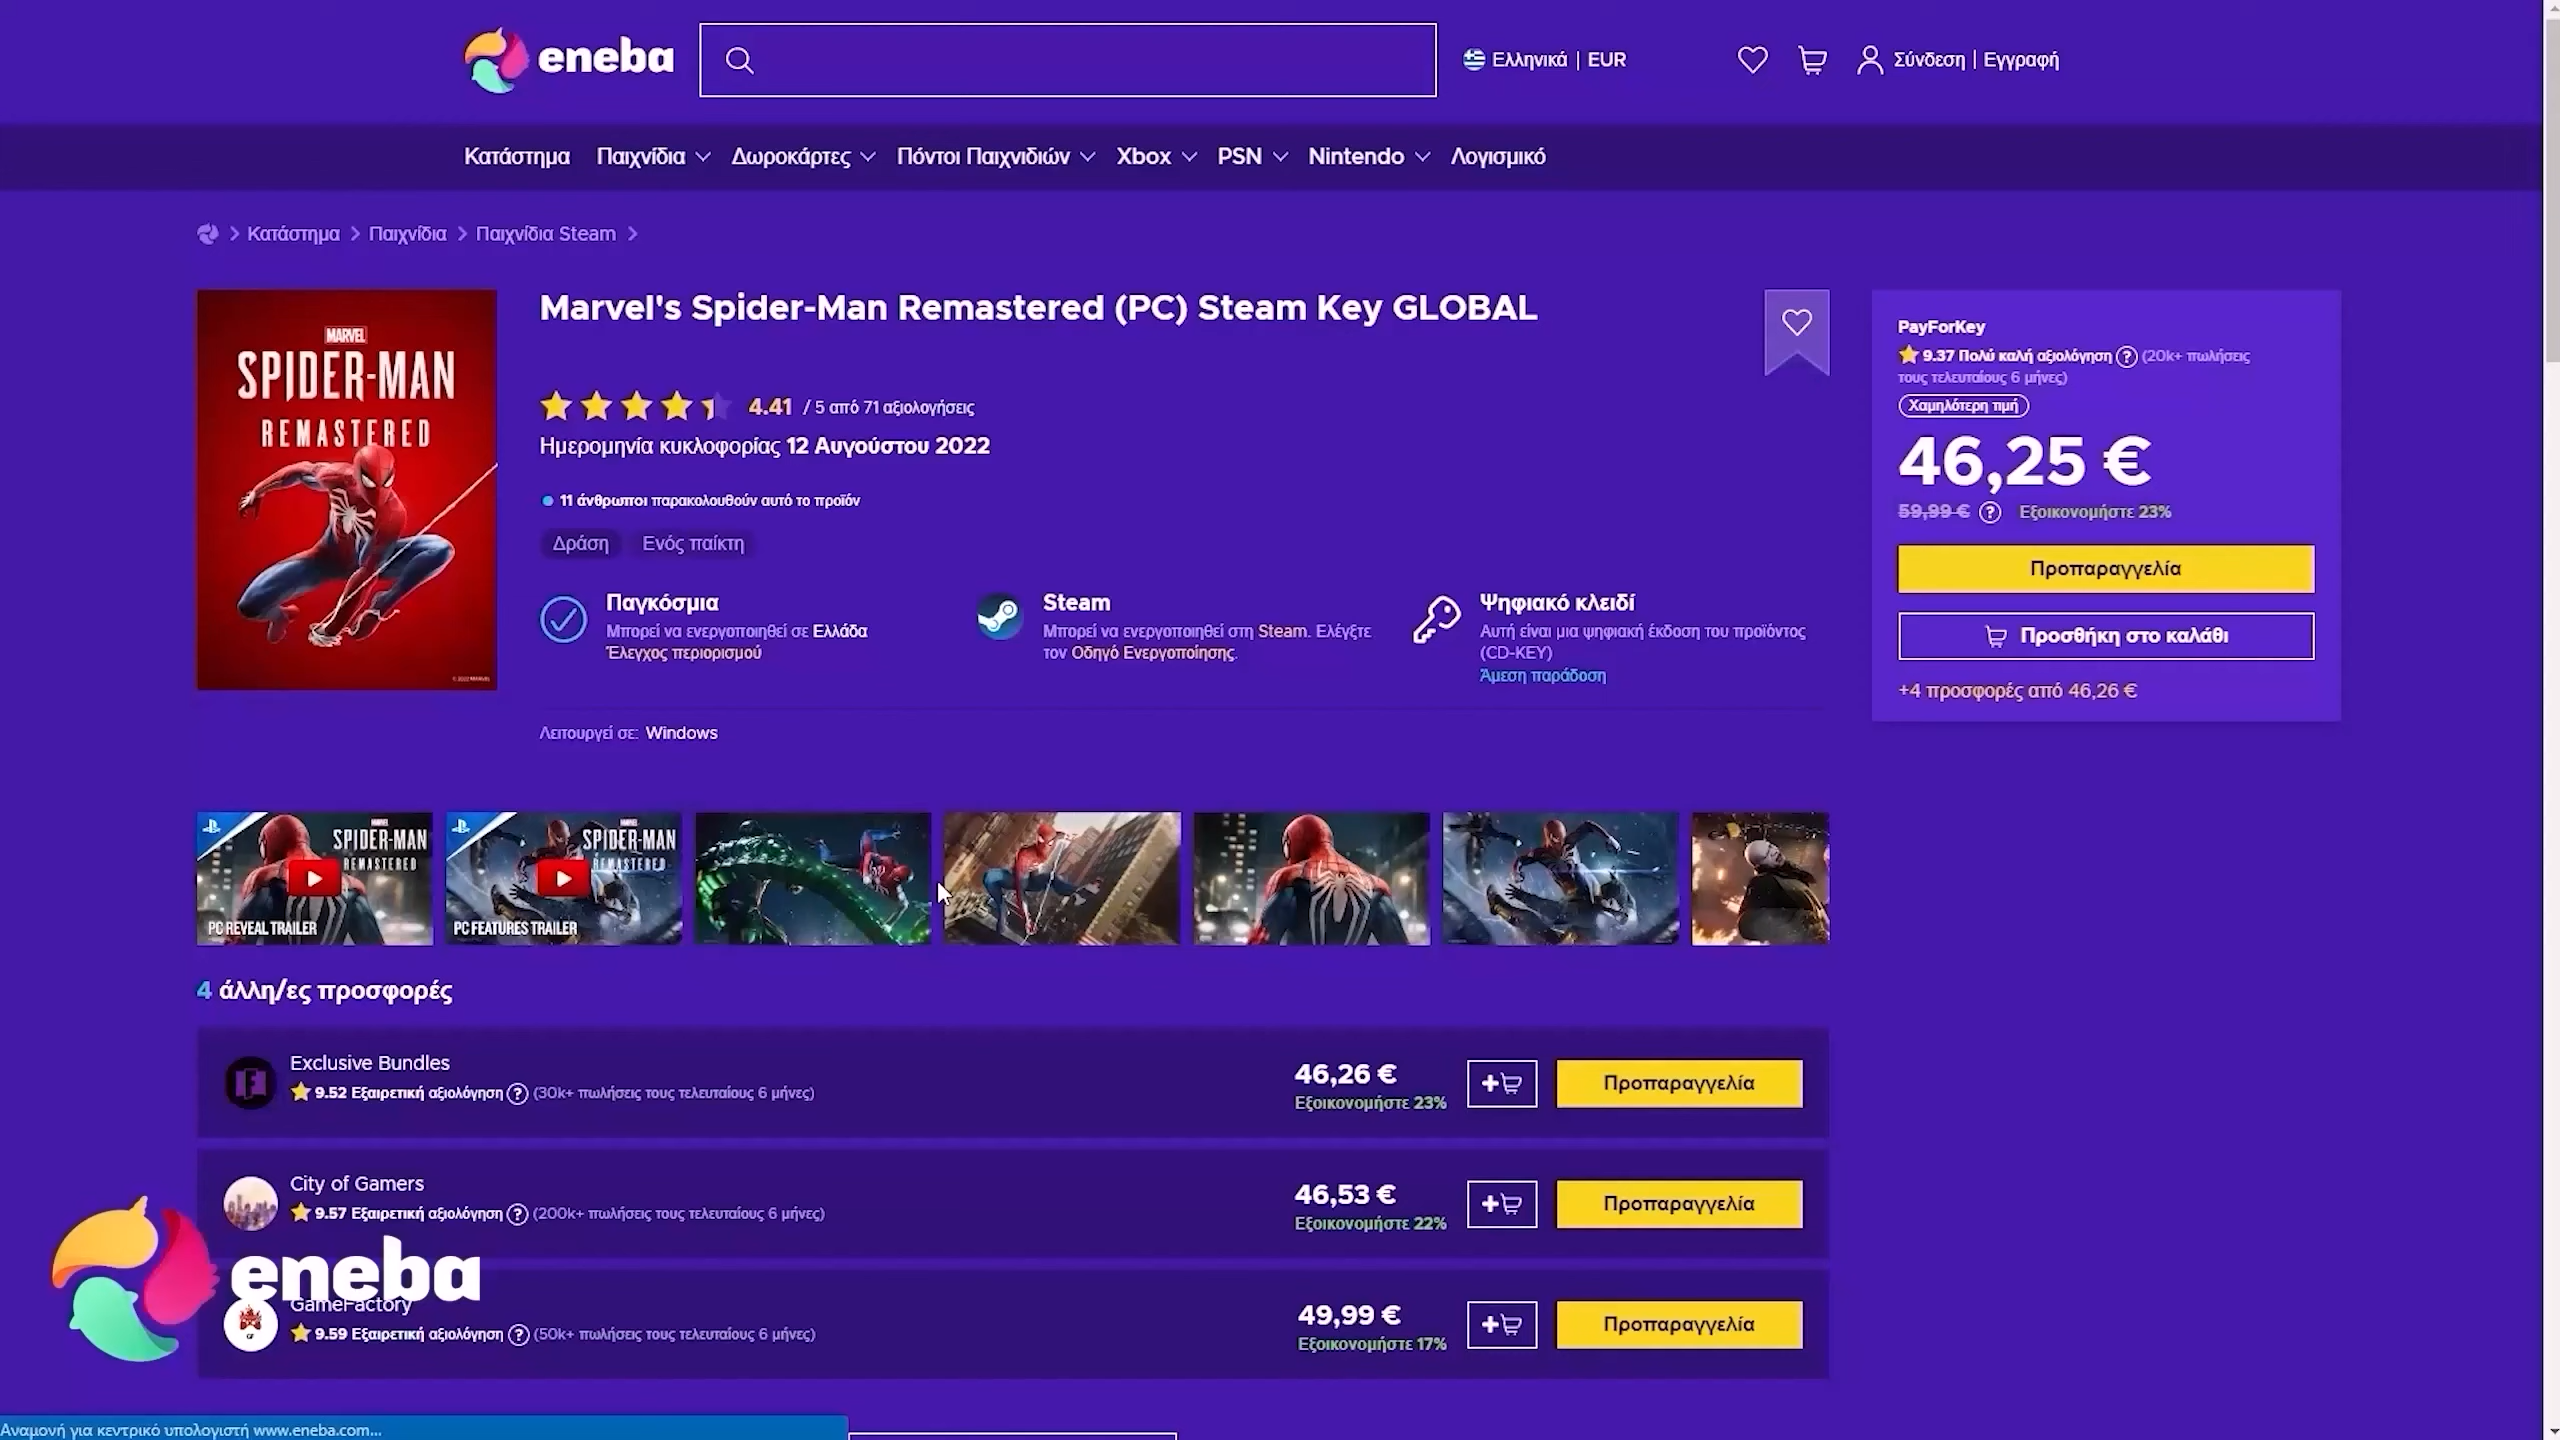 eneba
Ελληνικά | EUR
Σύνδεση | Εγγραφή
Κατάστημα Παιχνίδια Δωροκάρτες Πόντοι Παιχνιδιών Xbox PSN Nintendo Λογισμικό
Κατάστημα Παιχνίδια Παιχνίδια Steam
MARVEL
SPIDER-MAN
REMASTERED
Marvel's Spider-Man Remastered (PC) Steam Key GLOBAL
4.41 / 5 από 71 αξιολογήσεις
Ημερομηνία κυκλοφορίας 12 Αυγούστου 2022
11 άνθρωποι παρακολουθούν αυτό το προϊόν
Δράση Ενός παίκτη
Παγκόσμια
Μπορεί να ενεργοποιηθεί σε Ελλάδα
Έλεγχος περιορισμού
Steam
Μπορεί να ενεργοποιηθεί στη Steam. Ελέγξτε
τον Οδηγό Ενεργοποίησης.
Ψηφιακό κλειδί
Αυτή είναι μια ψηφιακή έκδοση του προϊόντος
(CD-KEY)
Άμεση παράδοση
Λειτουργεί σε: Windows
PayForKey
9.37 Πολύ καλή αξιολόγηση ? (20k+ πωλήσεις
τους τελευταίους 6 μήνες)
Χαμηλότερη τιμή
46,25 €
59,99 € ? Εξοικονομήστε 23%
Προπαραγγελία
Προσθήκη στο καλάθι
+4 προσφορές από 46,26 €
MARVEL
SPIDER-MAN
REMASTERED
PC REVEAL TRAILER
MARVEL
SPIDER-MAN
REMASTERED
PC FEATURES TRAILER
4 άλλη/ες προσφορές
Exclusive Bundles
9.52 Εξαιρετική αξιολόγηση ? (30k+ πωλήσεις τους τελευταίους 6 μήνες)
46,26 €
Εξοικονομήστε 23%
+
Προπαραγγελία
City of Gamers
9.57 Εξαιρετική αξιολόγηση ? (200k+ πωλήσεις τους τελευταίους 6 μήνες)
46,53 €
Εξοικονομήστε 22%
+
Προπαραγγελία
eneba
GameFactory
9.59 Εξαιρετική αξιολόγηση ? (50k+ πωλήσεις τους τελευταίους 6 μήνες)
49,99 €
Εξοικονομήστε 17%
+
Προπαραγγελία
Αναμονή για κεντρικό υπολογιστή www.eneba.com...